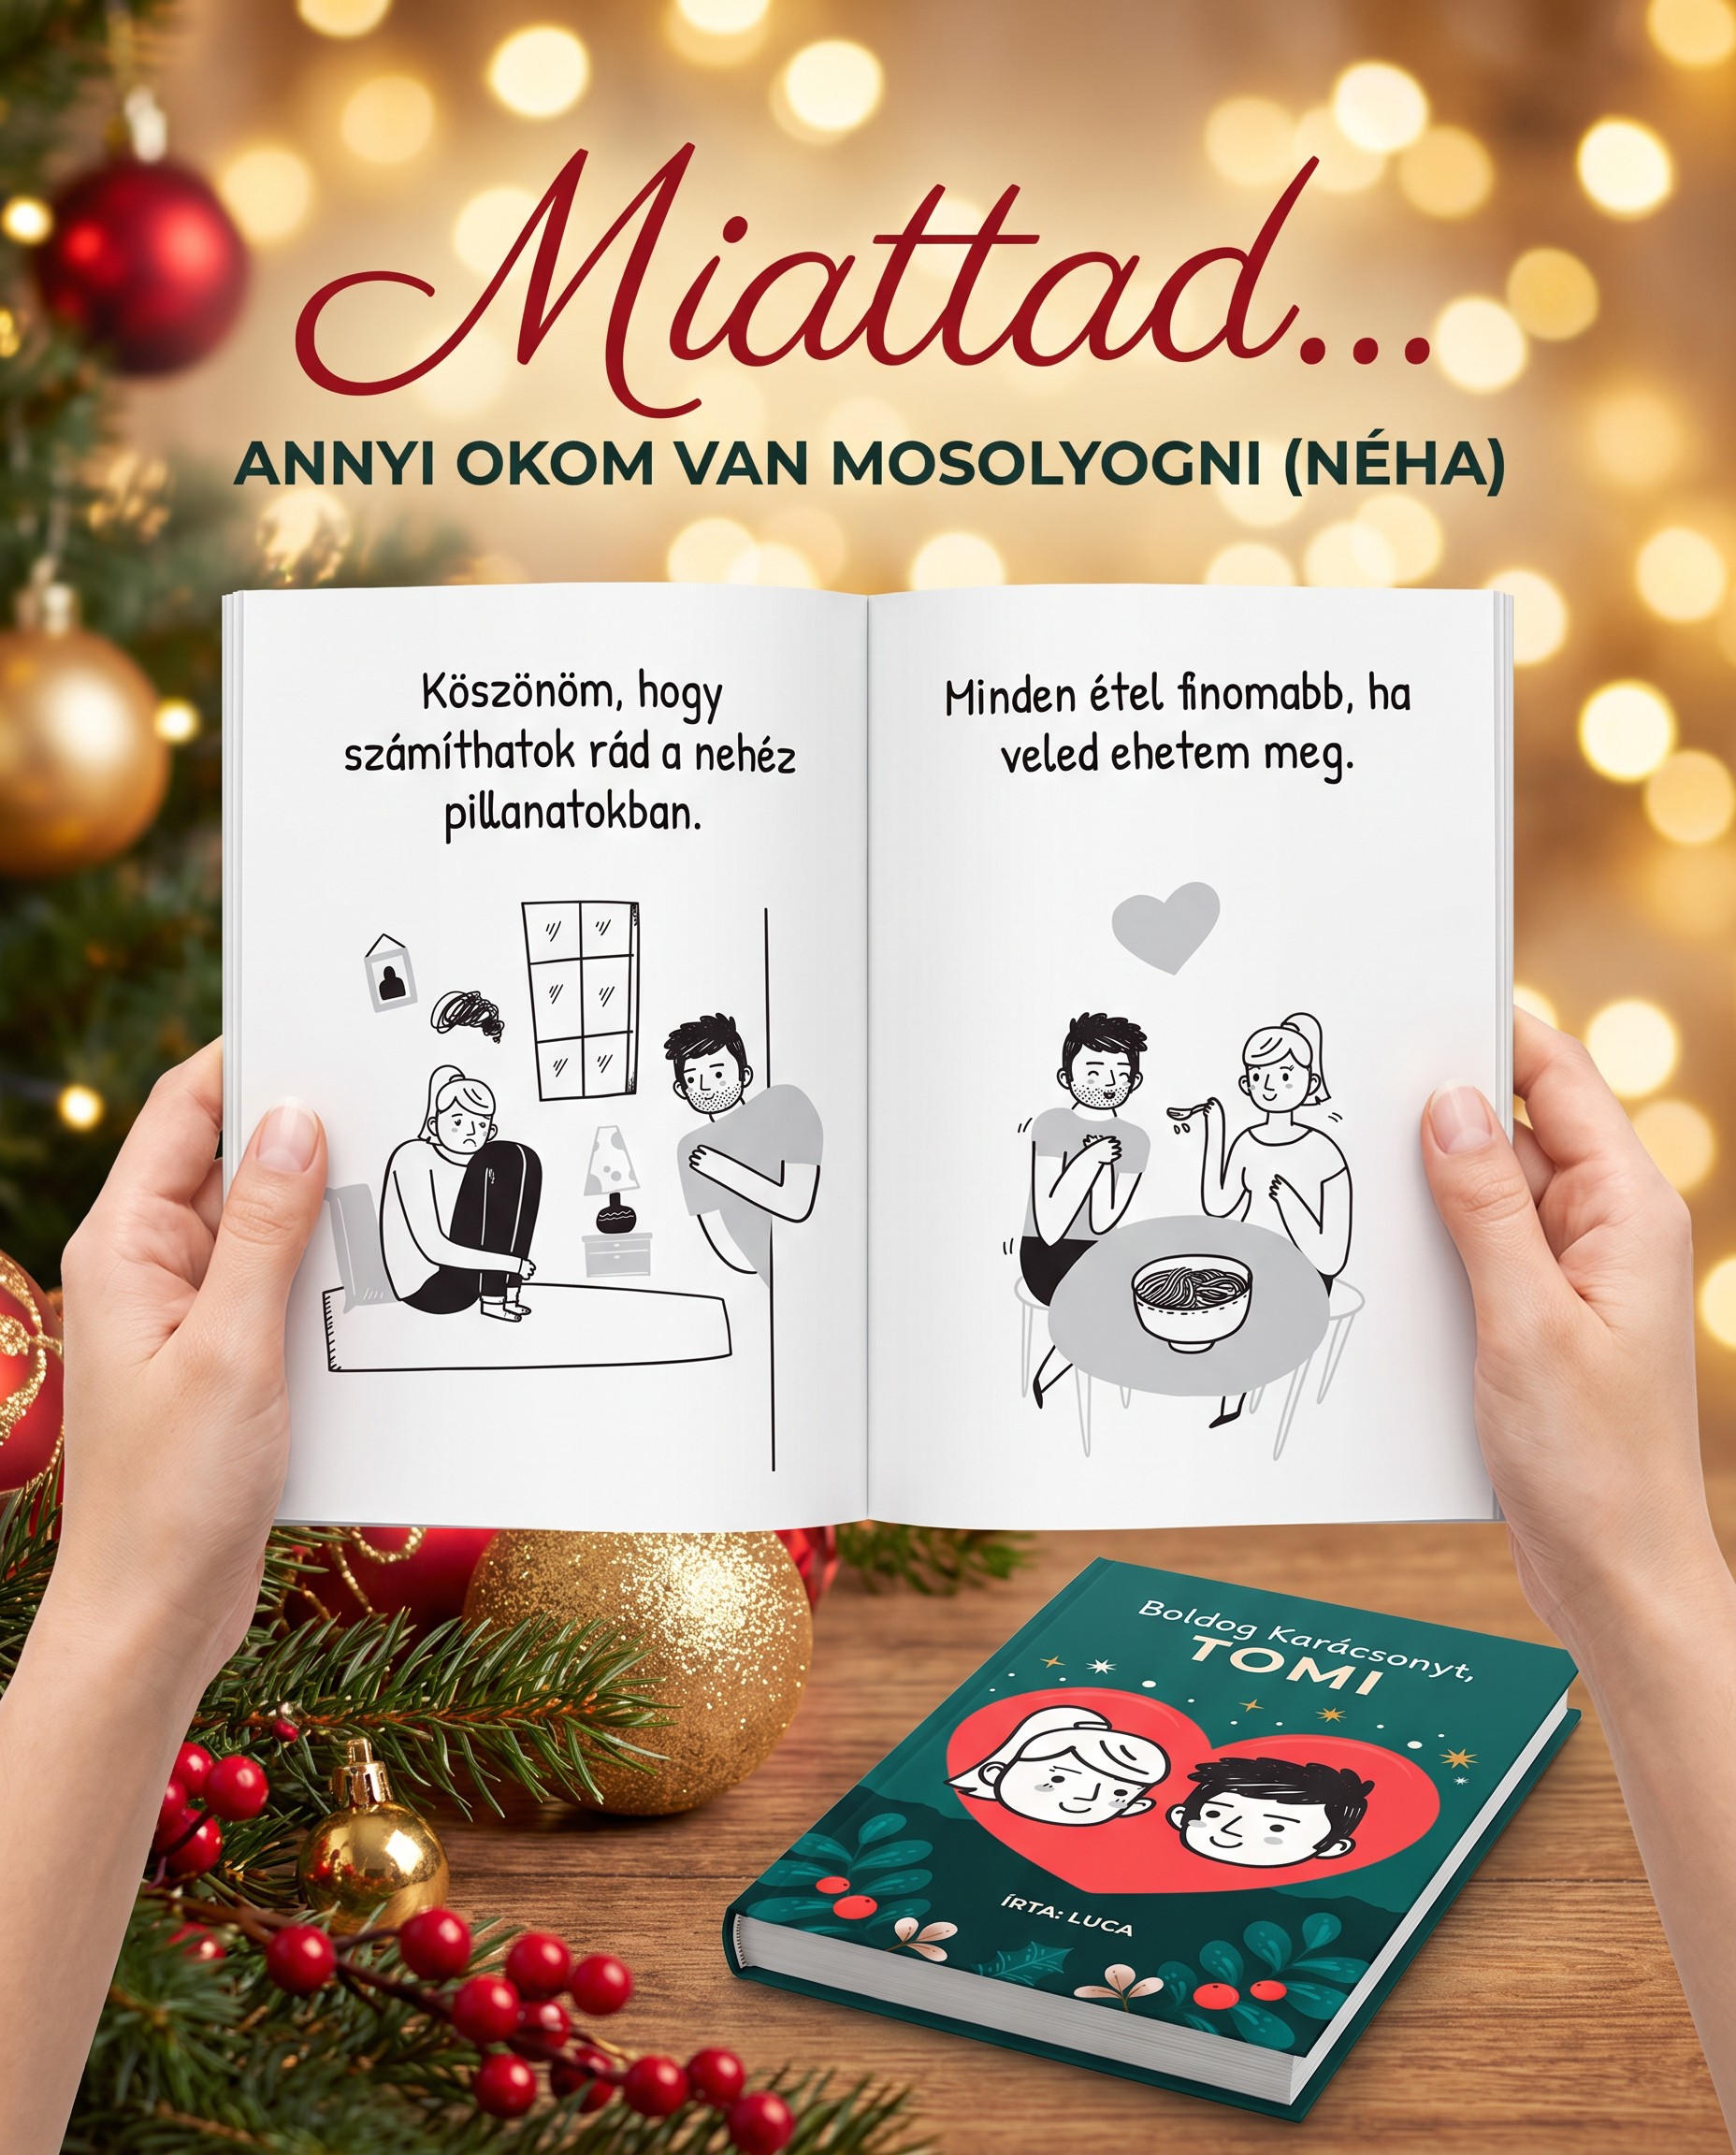 Miattad...
ANNYI OKOM VAN MOSOLYOGNI (NÉHA)
Köszönöm, hogy
számíthatok rád a nehéz
pillanatokban.
Minden étel finomabb, ha
veled ehetem meg.
Boldog Karácsonyt,
TOMI
ÍRTA: LUCA